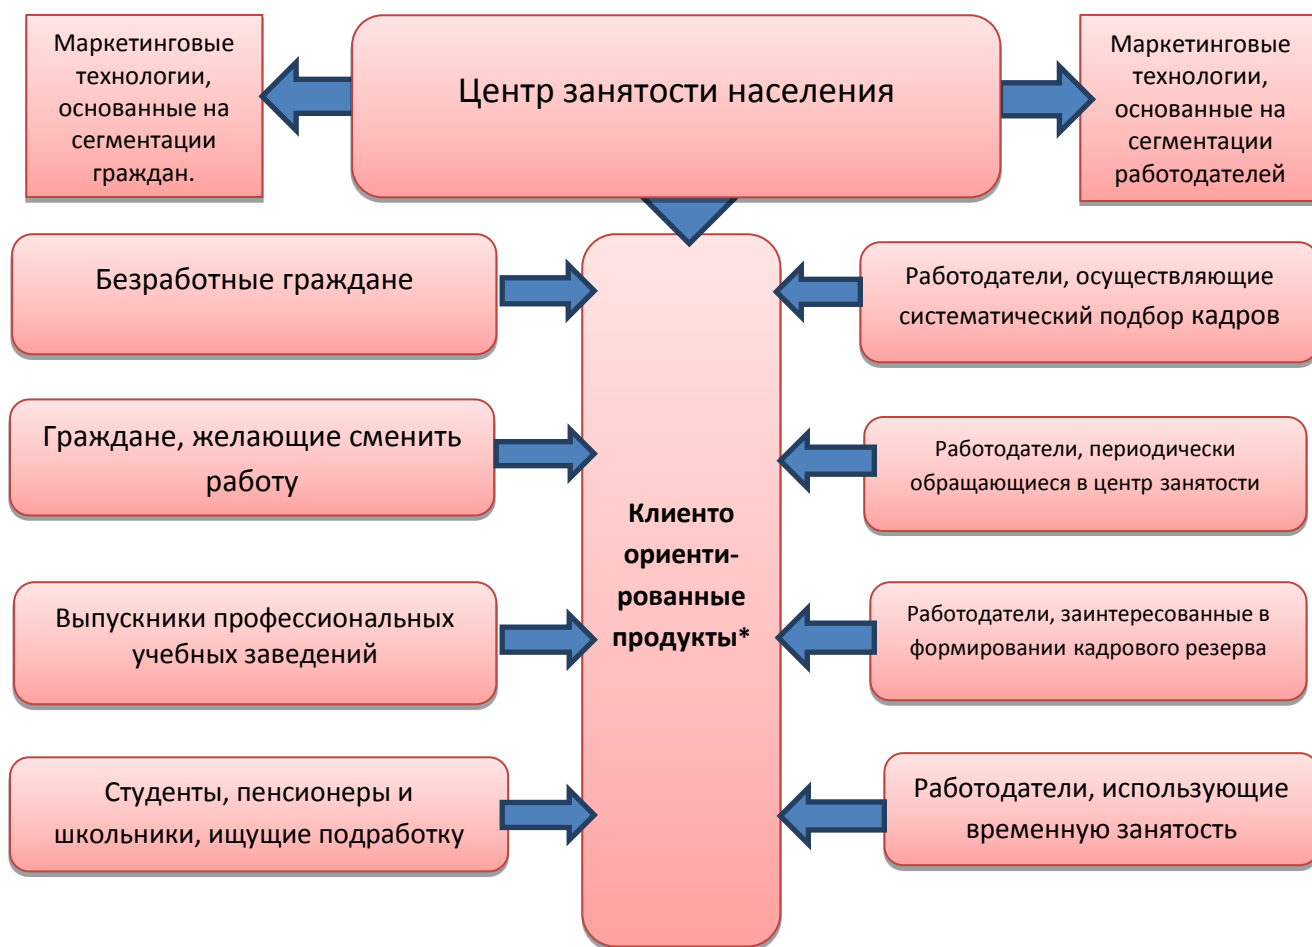 Маркетинговые
технологии,
основанные на
сегментации
граждан.
Центр занятости населения
Маркетинговые
технологии,
основанные на
сегментации
работодателей
Безработные граждане
Граждане, желающие сменить
работу
Выпускники профессиональных
учебных заведений
Студенты, пенсионеры и
школьники, ищущие подработку
Клиенто
ориенти-
рованные
продукты*
Работодатели, осуществляющие
систематический подбор кадров
Работодатели, периодически
обращающиеся в центр занятости
Работодатели, заинтересованные в
формировании кадрового резерва
Работодатели, использующие
временную занятость